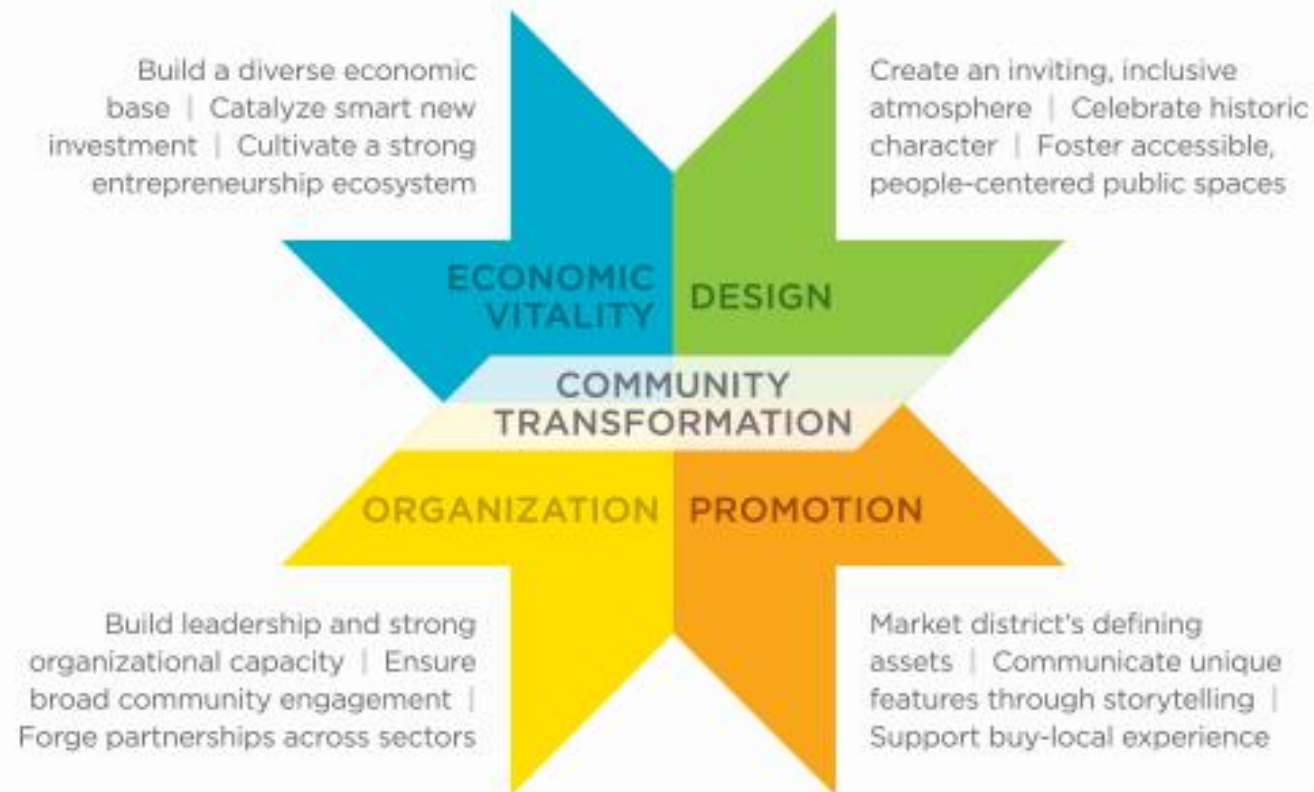 Build a diverse economic
base | Catalyze smart new
investment | Cultivate a strong
entrepreneurship ecosystem
Create an inviting, inclusive
atmosphere | Celebrate historic
character | Foster accessible,
people-centered public spaces
ECONOMIC
VITALITY
DESIGN
COMMUNITY
TRANSFORMATION
ORGANIZATION
PROMOTION
Build leadership and strong
organizational capacity | Ensure
broad community engagement |
Forge partnerships across sectors
Market district's defining
assets | Communicate unique
features through storytelling |
Support buy-local experience